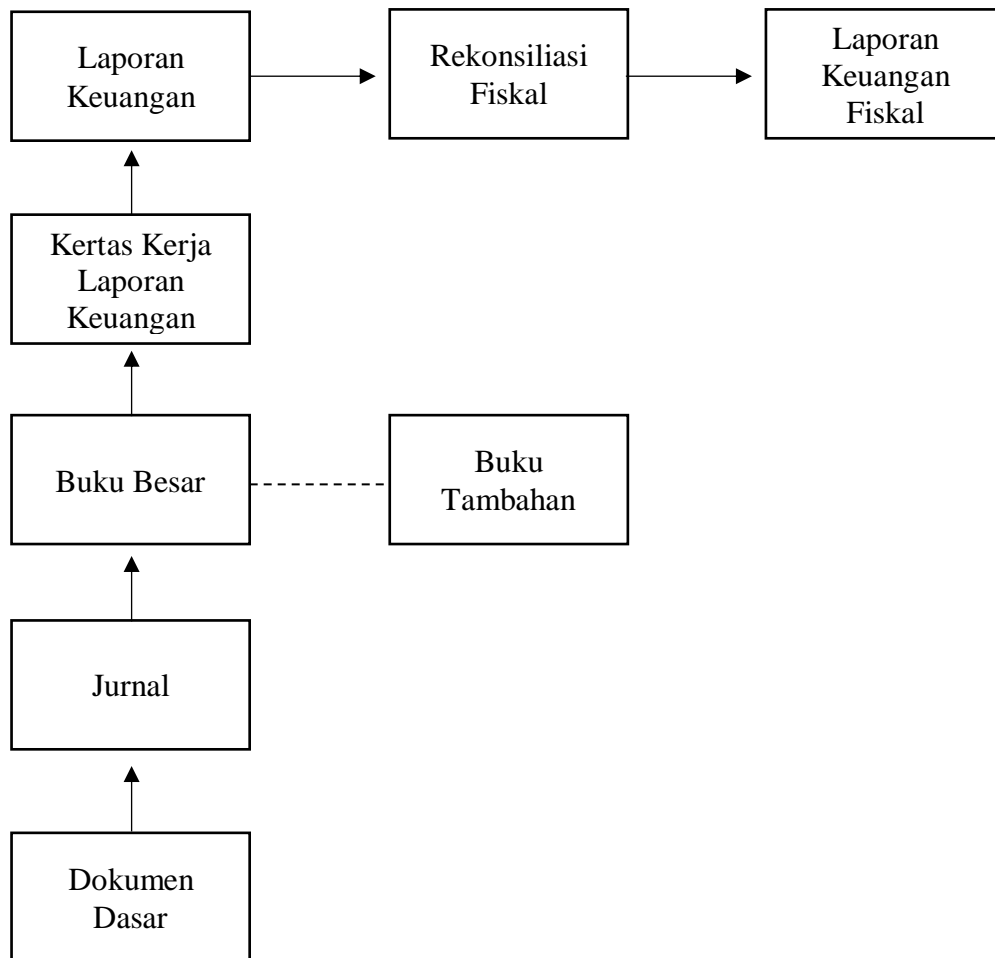 Laporan
Keuangan
Rekonsiliasi
Fiskal
Laporan
Keuangan
Fiskal
Kertas Kerja
Laporan
Keuangan
Buku Besar
Buku
Tambahan
Jurnal
Dokumen
Dasar